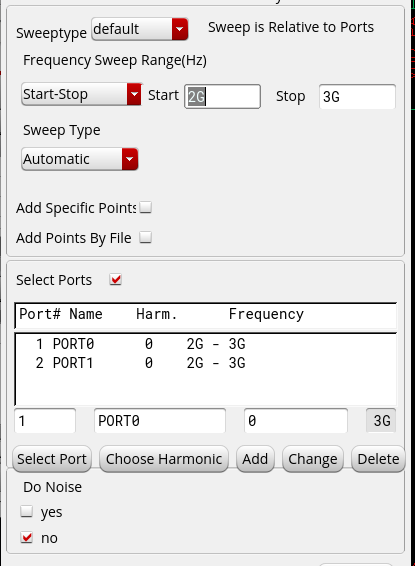 Sweeptype default Sweep is Relative to Ports
Frequency Sweep Range(Hz)
Start-Stop Start 2G Stop 3G
Sweep Type
Automatic
Add Specific Points
Add Points By File
Select Ports
Port# Name Harm. Frequency
1 PORT0 0 2G - 3G
2 PORT1 0 2G - 3G
1 PORT0 0 3G
Select Port Choose Harmonic Add Change Delete
Do Noise
yes
no